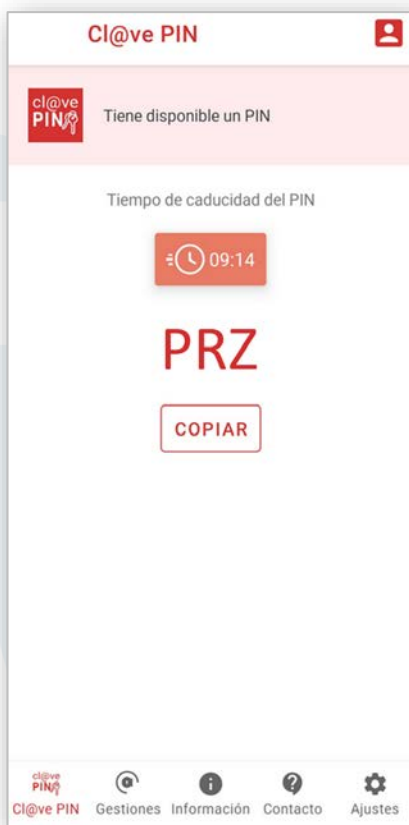 Cl@ve PIN
cl@ve
PIN
Tiene disponible un PIN
Tiempo de caducidad del PIN
09:14
PRZ
COPIAR
cl@ve
PIN
Cl@ve PIN
Gestiones
Información
Contacto
Ajustes